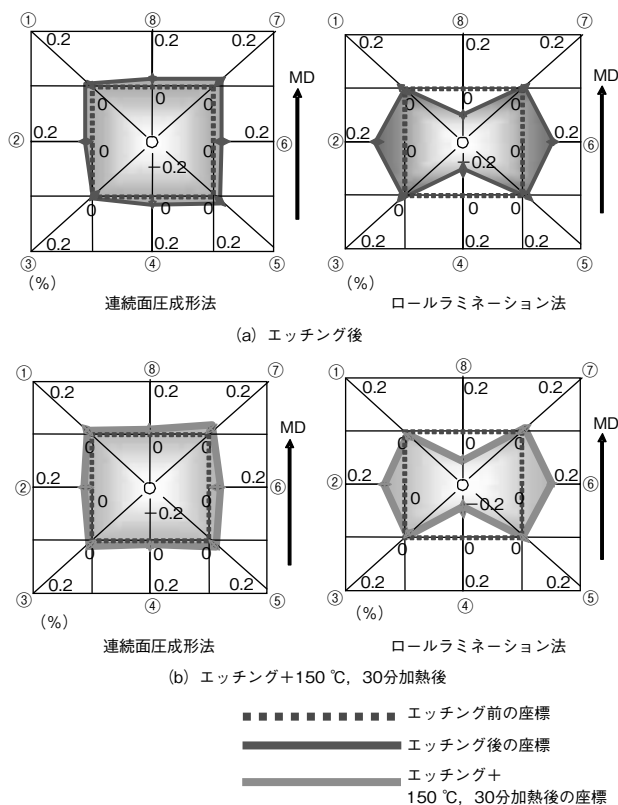 ① ⑧ ⑦ ① ⑧ ⑦
0.2 0.2 0.2 0.2 0.2 0.2
MD MD
0 0 0 0
② 0.2 0.2 ⑥ ② 0.2 0.2 ⑥
0 −0.2 0 0 −0.2 0
0 0 0 0 0 0
0.2 0.2 0.2 0.2 0.2 0.2
③ ④ ⑤ ③ ④ ⑤
(%) (%)
連続面圧成形法 ロールラミネーション法
(a) エッチング後
① ⑧ ⑦ ① ⑧ ⑦
0.2 0.2 0.2 0.2 0.2 0.2
MD MD
0 0 0 0 0
② 0.2 0.2 ⑥ ② 0.2 0.2 ⑥
0 −0.2 0 0 −0.2 0
0 0 0 0 0
0.2 0.2 0.2 0.2 0.2 0.2
③ ④ ⑤ ③ ④ ⑤
(%) (%)
連続面圧成形法 ロールラミネーション法
(b) エッチング+150 ℃, 30分加熱後
エッチング前の座標
エッチング後の座標
エッチング+
150 ℃, 30分加熱後の座標